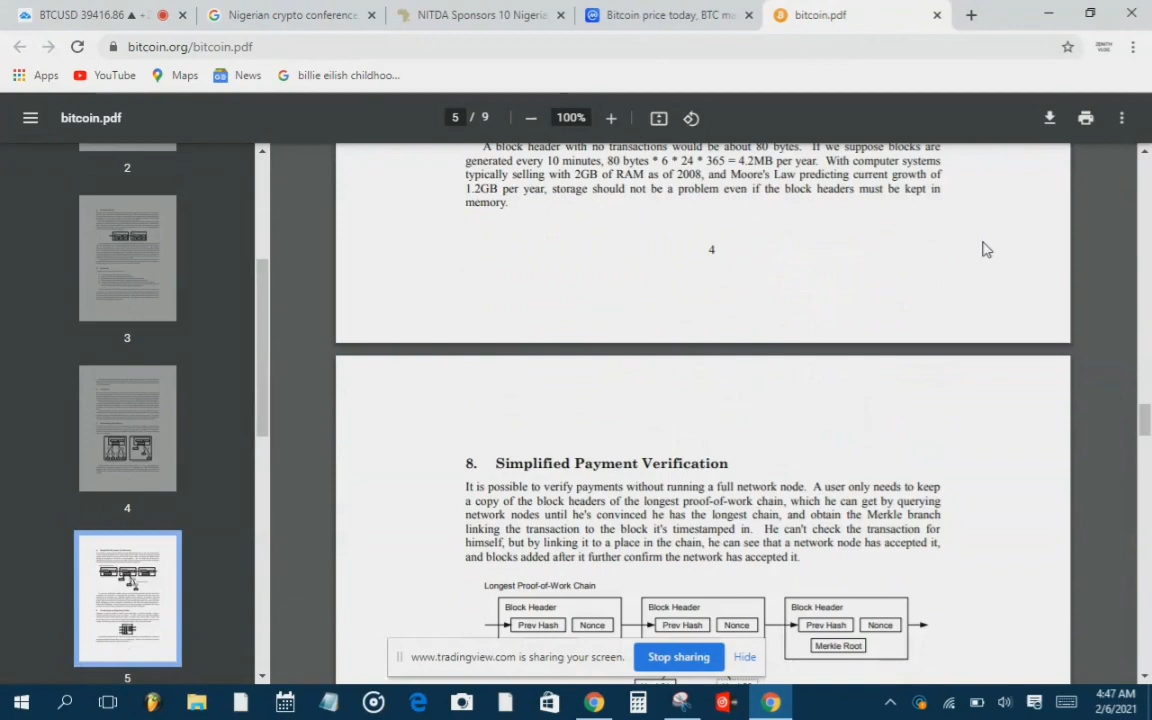 BTCUSD 39416.86 ▲ +2
Nigerian crypto conference
NITDA Sponsors 10 Nigeria
Bitcoin price today, BTC ma
bitcoin.pdf
bitcoin.org/bitcoin.pdf
ZENITH VLOG
Apps
YouTube
Maps
News
billie eilish childhoo...
bitcoin.pdf
5 / 9
100%
2
3
4
5
A block header with no transactions would be about 80 bytes. If we suppose blocks are
generated every 10 minutes, 80 bytes * 6 * 24 * 365 = 4.2MB per year. With computer systems
typically selling with 2GB of RAM as of 2008, and Moore's Law predicting current growth of
1.2GB per year, storage should not be a problem even if the block headers must be kept in
memory.
4
8. Simplified Payment Verification
It is possible to verify payments without running a full network node. A user only needs to keep
a copy of the block headers of the longest proof-of-work chain, which he can get by querying
network nodes until he's convinced he has the longest chain, and obtain the Merkle branch
linking the transaction to the block it's timestamped in. He can't check the transaction for
himself, but by linking it to a place in the chain, he can see that a network node has accepted it,
and blocks added after it further confirm the network has accepted it.
Longest Proof-of-Work Chain
Block Header
Block Header
Block Header
Prev Hash
Nonce
Prev Hash
Nonce
Prev Hash
Nonce
Merkle Root
www.tradingview.com is sharing your screen.
Stop sharing
Hide
4:47 AM
2/6/2021